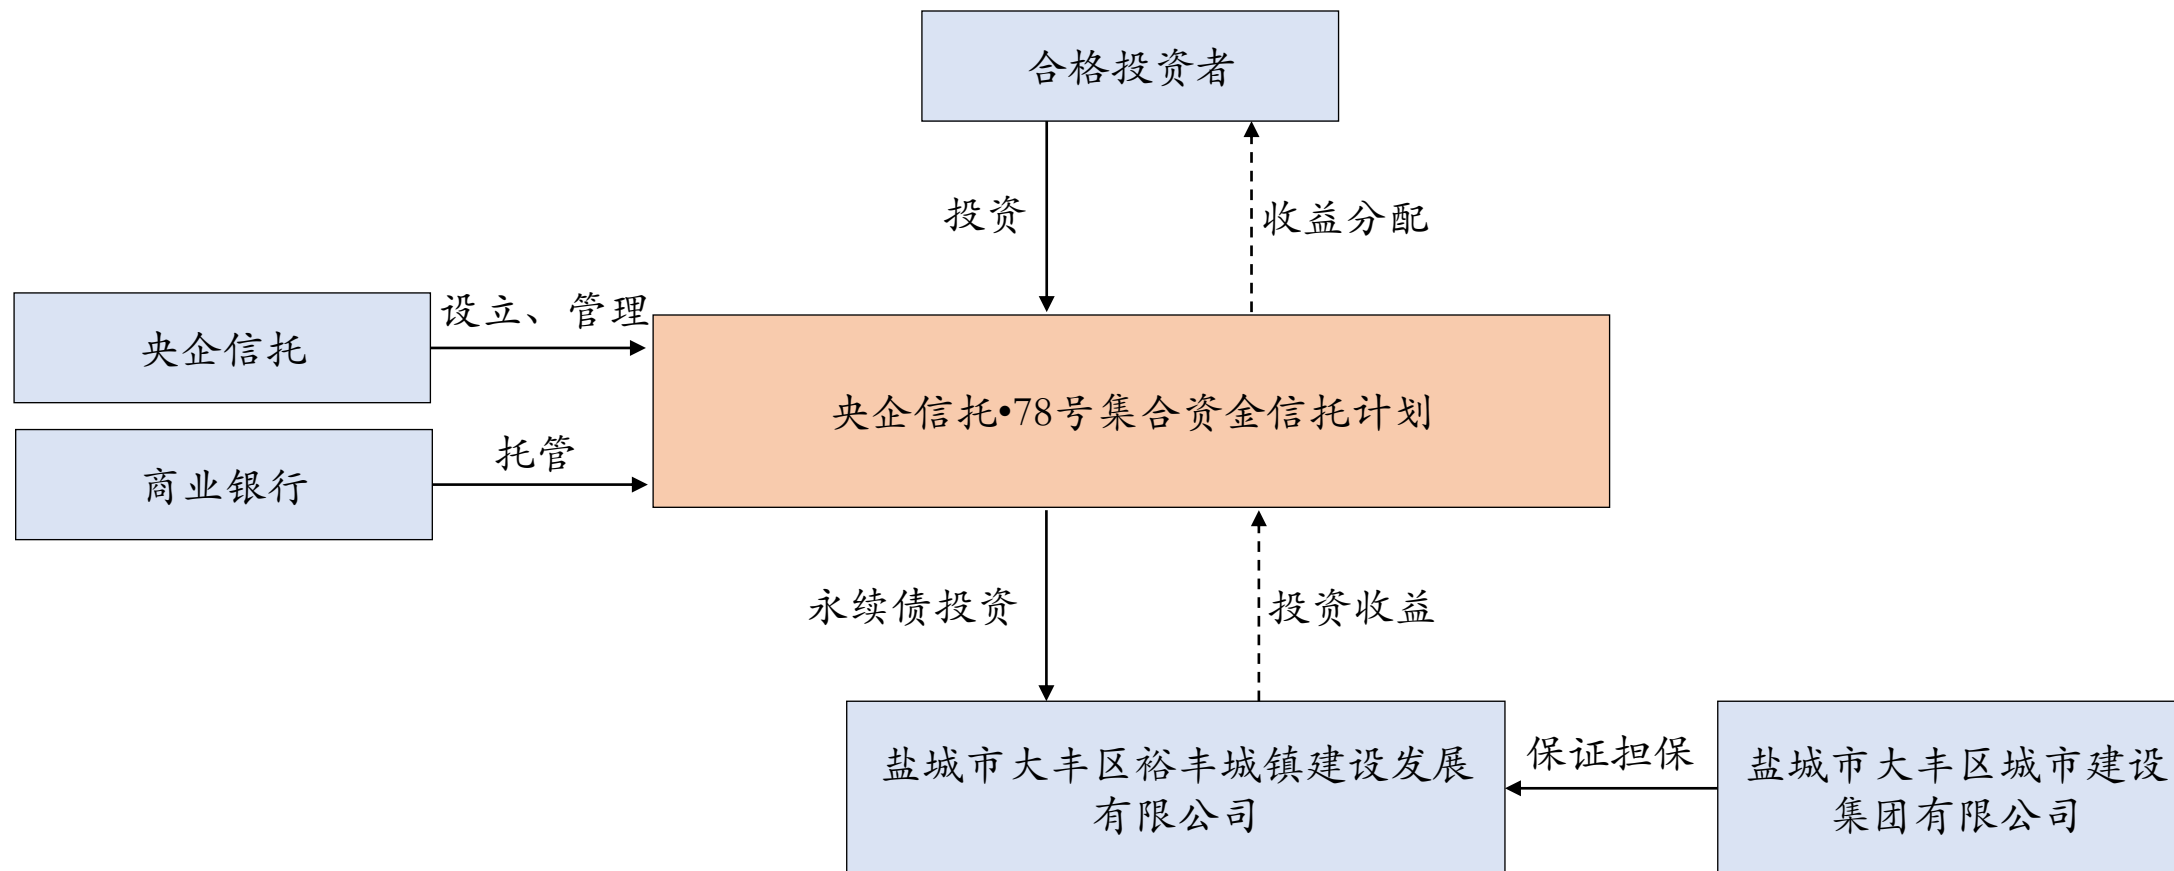 合格投资者
投资
收益分配
设立、管理
央企信托
央企信托•78号集合资金信托计划
托管
商业银行
永续债投资
投资收益
盐城市大丰区裕丰城镇建设发展
有限公司
保证担保
盐城市大丰区城市建设
集团有限公司